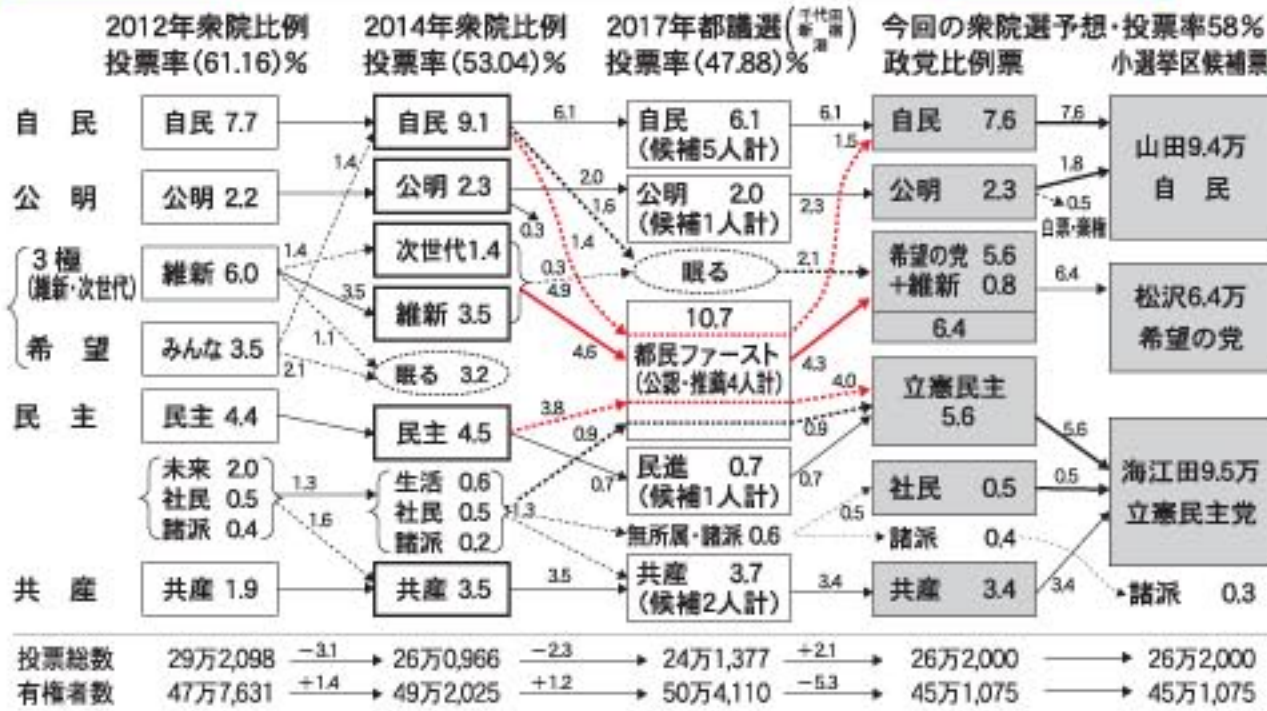 2012年衆院比例
投票率(61.16)%
2014年衆院比例
投票率(53.04)%
2017年都議選(千代田 新宿 港)
投票率(47.88)%
今回の衆院選予想・投票率58%
政党比例票
小選挙区候補票
自民
自民 7.7
自民 9.1
6.1
自民 6.1
(候補5人計)
6.1
1.5
自民 7.6
7.6
山田9.4万
自民
1.4
公明
公明 2.2
公明 2.3
2.0
1.6
0.3
公明 2.0
(候補1人計)
2.3
公明 2.3
1.8
0.5
白票・棄権
3極
(維新・次世代)
希望
維新 6.0
1.4
3.5
1.1
次世代1.4
維新 3.5
1.4
0.3
4.9
4.6
眠る
2.1
希望の党 5.6
+維新 0.8
6.4
6.4
松沢6.4万
希望の党
みんな 3.5
2.1
眠る 3.2
10.7
都民ファースト
(公認・推薦4人計)
4.3
4.0
0.9
民主
民主 4.4
民主 4.5
3.8
0.9
0.7
民進 0.7
(候補1人計)
0.7
立憲民主
5.6
5.6
海江田9.5万
立憲民主党
未来 2.0
社民 0.5
諸派 0.4
1.3
1.6
生活 0.6
社民 0.5
諸派 0.2
1.3
無所属・諸派 0.6
0.5
社民 0.5
0.5
諸派 0.4
共産
共産 1.9
共産 3.5
3.5
共産 3.7
(候補2人計)
3.4
共産 3.4
3.4
諸派 0.3
投票総数 29万2,098 −3.1 26万0,966 −2.3 24万1,377 +2.1 26万2,000 26万2,000
有権者数 47万7,631 +1.4 49万2,025 +1.2 50万4,110 −5.3 45万1,075 45万1,075